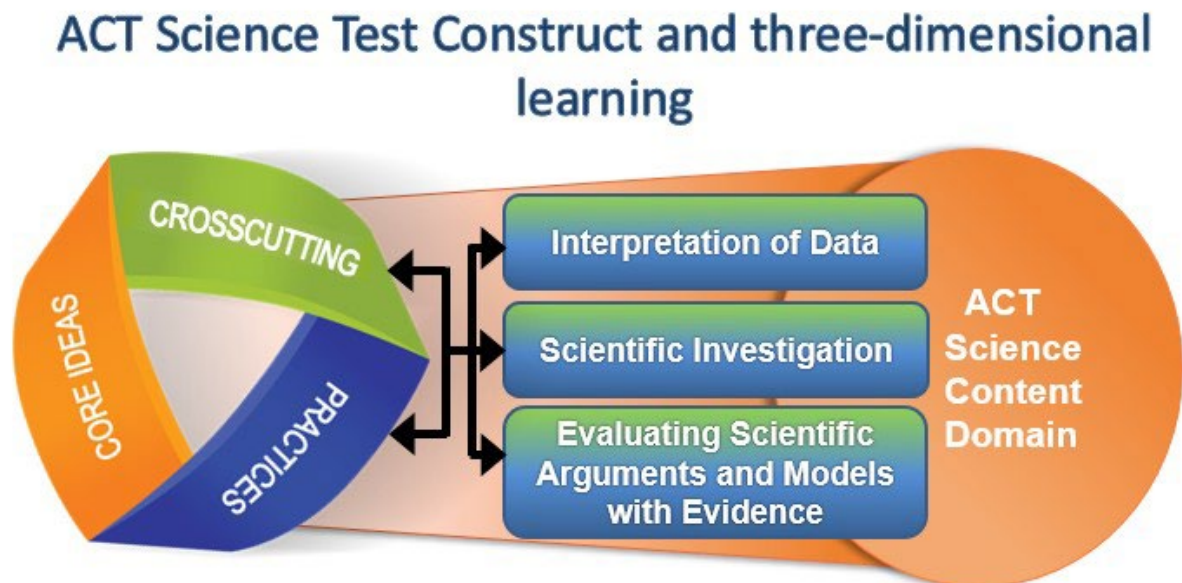 ACT Science Test Construct and three-dimensional
learning
CROSSCUTTING
CORE IDEAS
PRACTICES
Interpretation of Data
Scientific Investigation
Evaluating Scientific
Arguments and Models
with Evidence
ACT
Science
Content
Domain